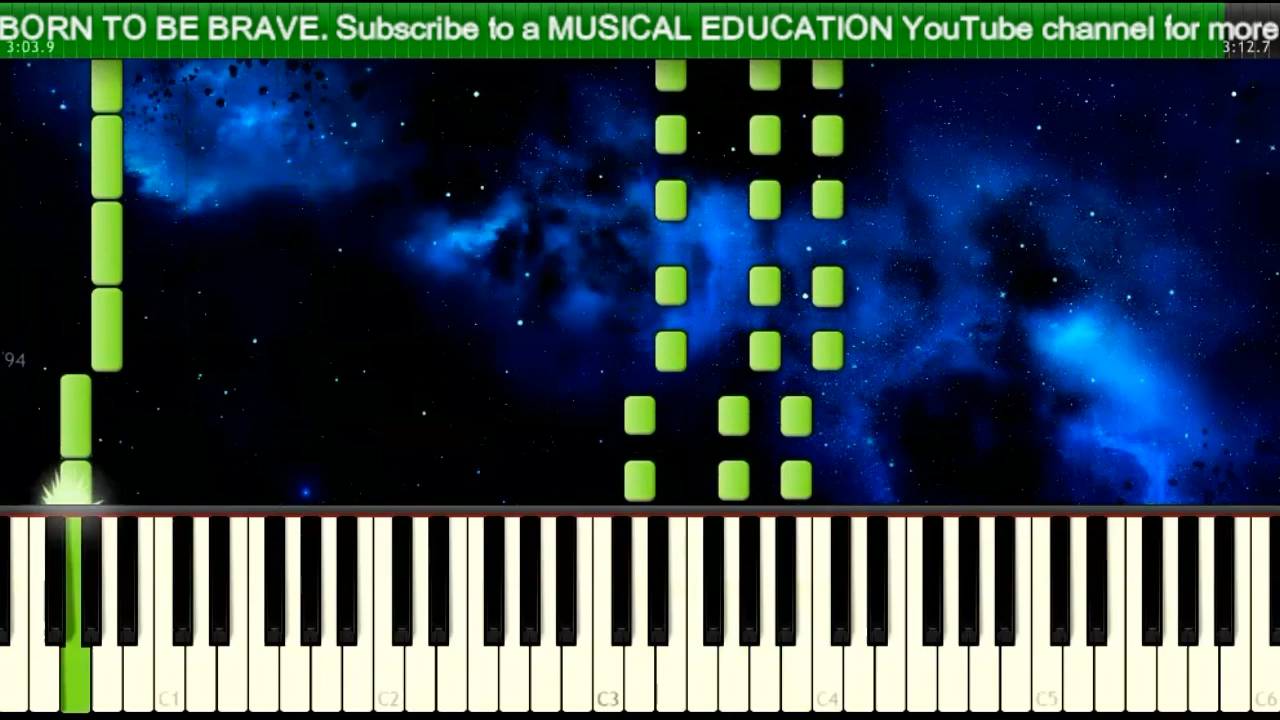 BORN TO BE BRAVE. Subscribe to a MUSICAL EDUCATION YouTube channel for more
3:03.9 3:12.7
'94
C1 C2 C3 C4 C5 C6